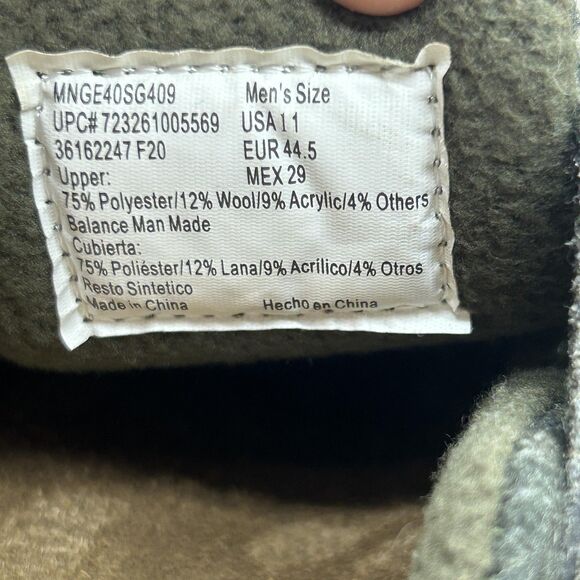 MNGE40SG409 Men's Size
UPC# 723261005569 USA 11
36162247 F20 EUR 44.5
Upper: MEX 29
75% Polyester/12% Wool/9% Acrylic/4% Others
Balance Man Made
Cubierta:
75% Poliéster/12% Lana/9% Acrílico/4% Otros
Resto Sintetico
Made in China Hecho en China